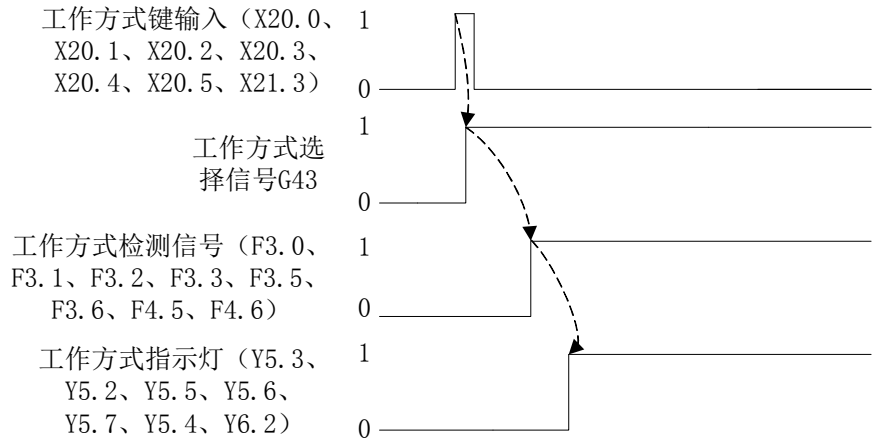 工作方式键输入（X20.0、
X20.1、X20.2、X20.3、
X20.4、X20.5、X21.3）
1
0
工作方式选
择信号G43
1
0
工作方式检测信号（F3.0、
F3.1、F3.2、F3.3、F3.5、
F3.6、F4.5、F4.6）
1
0
工作方式指示灯（Y5.3、
Y5.2、Y5.5、Y5.6、
Y5.7、Y5.4、Y6.2）
1
0